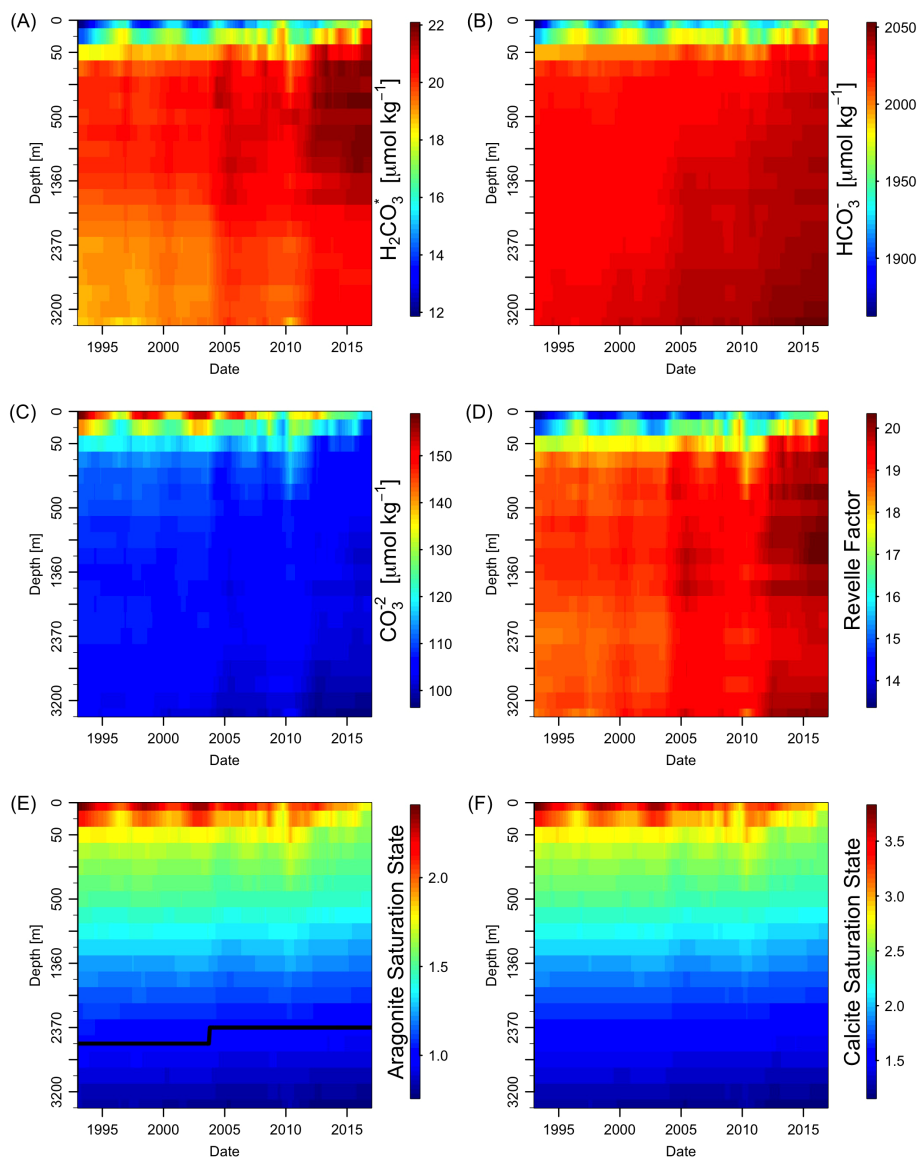 (A)
0
50
500
1360
2370
3200
Depth [m]
1995 2000 2005 2010 2015
Date
22
20
18
16
14
12
H₂CO₃* [μmol kg⁻¹]
(B)
0
50
500
1360
2370
3200
Depth [m]
1995 2000 2005 2010 2015
Date
2050
2000
1950
1900
HCO₃⁻ [μmol kg⁻¹]
(C)
0
50
500
1360
2370
3200
Depth [m]
1995 2000 2005 2010 2015
Date
150
140
130
120
110
100
CO₃⁻² [μmol kg⁻¹]
(D)
0
50
500
1360
2370
3200
Depth [m]
1995 2000 2005 2010 2015
Date
20
19
18
17
16
15
14
Revelle Factor
(E)
0
50
500
1360
2370
3200
Depth [m]
1995 2000 2005 2010 2015
Date
2.0
1.5
1.0
Aragonite Saturation State
(F)
0
50
500
1360
2370
3200
Depth [m]
1995 2000 2005 2010 2015
Date
3.5
3.0
2.5
2.0
1.5
Calcite Saturation State